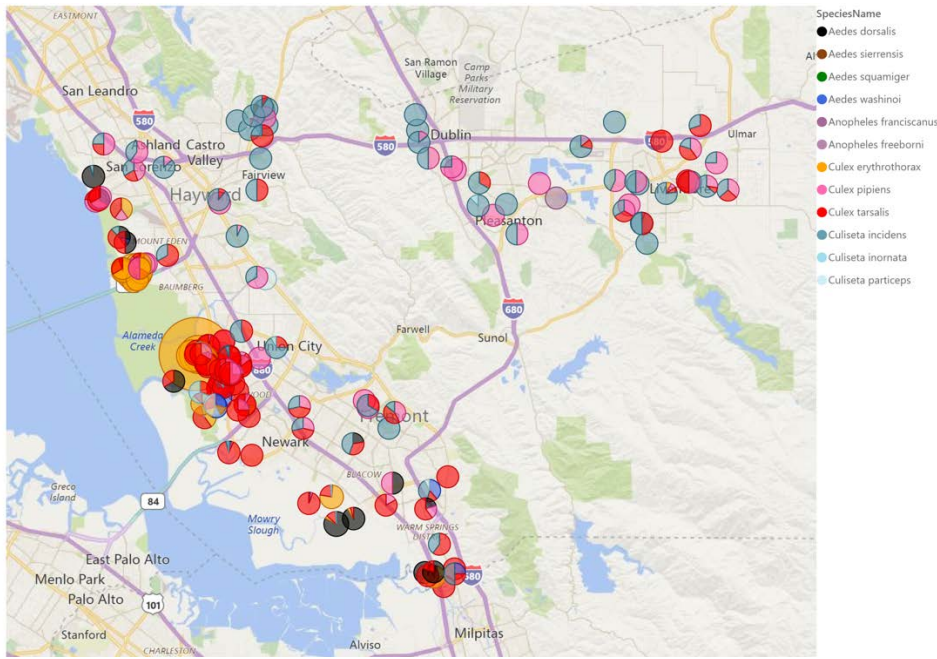 SpeciesName
Aedes dorsalis
Aedes sierrensis
Aedes squamiger
Aedes washinoi
Anopheles franciscanus
Anopheles freeborni
Culex erythrothorax
Culex pipiens
Culex tarsalis
Culiseta incidens
Culiseta inornata
Culiseta particeps
EASTMONT
San Leandro
580
San Ramon
Village
Camp
Parks
Military
Reservation
Dublin
580
580
Ulmar
Ashland Castro
Valley
San Lorenzo
Fairview
Hayward
Pleasanton
MOUNT EDEN
BAUMBERG
680
Alameda
Creek
Union City
Farwell
Sunol
Newark
BLACOW
Greco
Island
84
Mowry
Slough
WARM SPRINGS
East Palo Alto
680
Menlo Park
Palo Alto
101
Stanford
Alviso
Milpitas
CHARLESTON